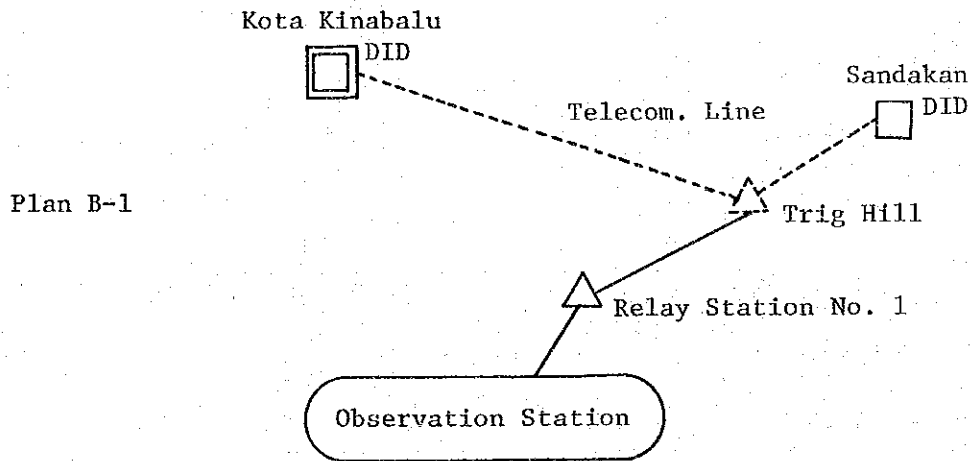 Kota Kinabalu
DID
Sandakan
DID
Telecom. Line
Plan B-1
Trig Hill
Relay Station No. 1
Observation Station